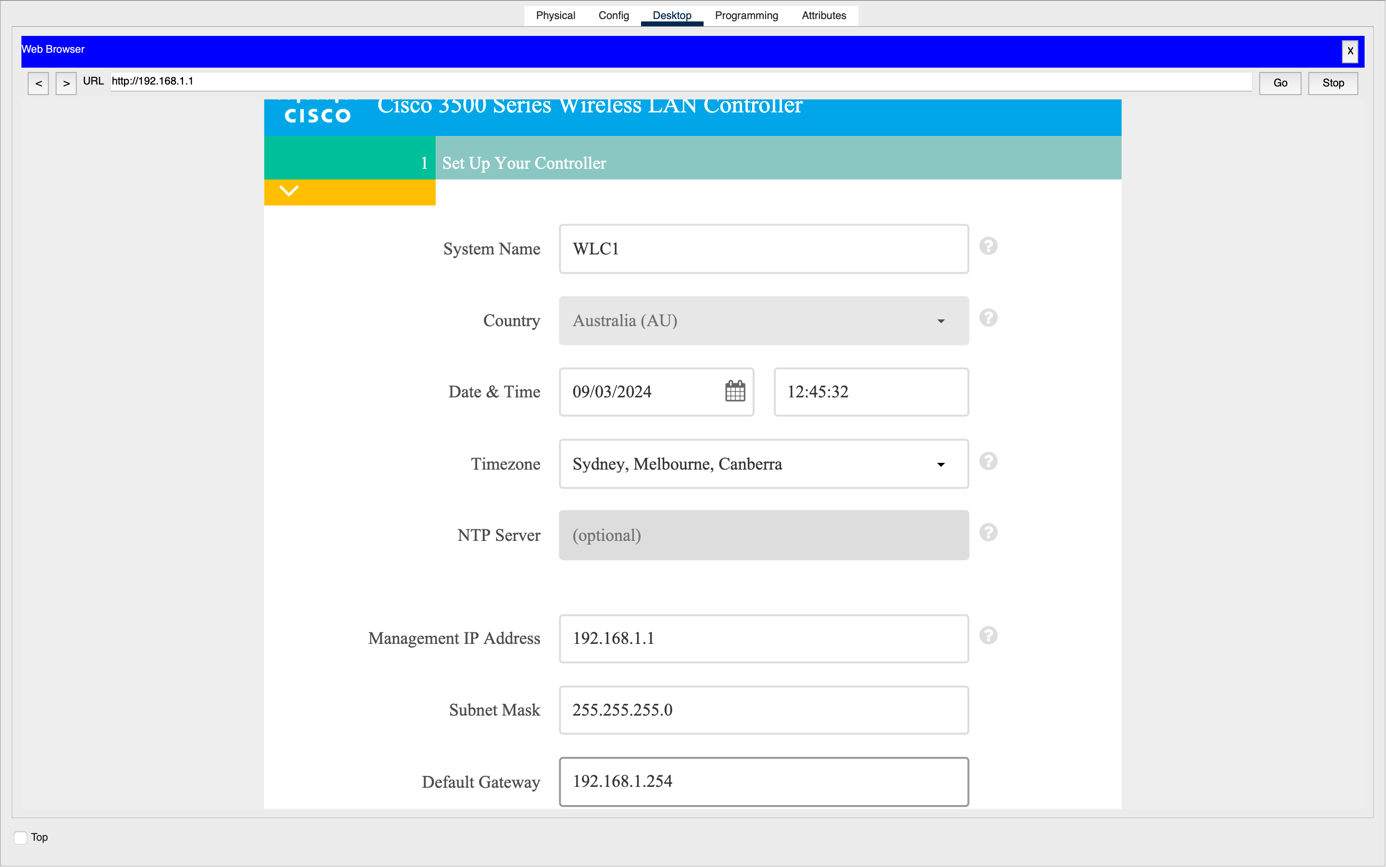 Physical Config Desktop Programming Attributes
Web Browser
X
< > URL http://192.168.1.1 Go Stop
CISCO Cisco 3500 Series Wireless LAN Controller
1 Set Up Your Controller
System Name WLC1 ?
Country Australia (AU) ?
Date & Time 09/03/2024 12:45:32
Timezone Sydney, Melbourne, Canberra ?
NTP Server (optional) ?
Management IP Address 192.168.1.1 ?
Subnet Mask 255.255.255.0
Default Gateway 192.168.1.254
Top